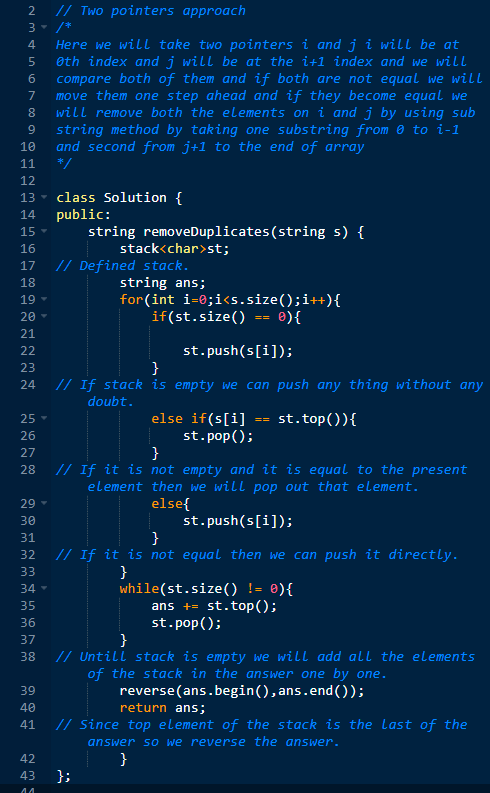 2 // Two pointers approach
3 /*
4 Here we will take two pointers i and j i will be at
5 0th index and j will be at the i+1 index and we will
6 compare both of them and if both are not equal we will
7 move them one step ahead and if they become equal we
8 will remove both the elements on i and j by using sub
9 string method by taking one substring from 0 to i-1
10 and second from j+1 to the end of array
11 */
12
13 class Solution {
14 public:
15 string removeDuplicates(string s) {
16 stack<char>st;
17 // Defined stack.
18 string ans;
19 for(int i=0;i<s.size();i++){
20 if(st.size() == 0){
21
22 st.push(s[i]);
23 }
24 // If stack is empty we can push any thing without any
doubt.
25 else if(s[i] == st.top()){
26 st.pop();
27 }
28 // If it is not empty and it is equal to the present
element then we will pop out that element.
29 else{
30 st.push(s[i]);
31 }
32 // If it is not equal then we can push it directly.
33 }
34 while(st.size() != 0){
35 ans += st.top();
36 st.pop();
37 }
38 // Untill stack is empty we will add all the elements
of the stack in the answer one by one.
39 reverse(ans.begin(),ans.end());
40 return ans;
41 // Since top element of the stack is the last of the
answer so we reverse the answer.
42 }
43 };
44